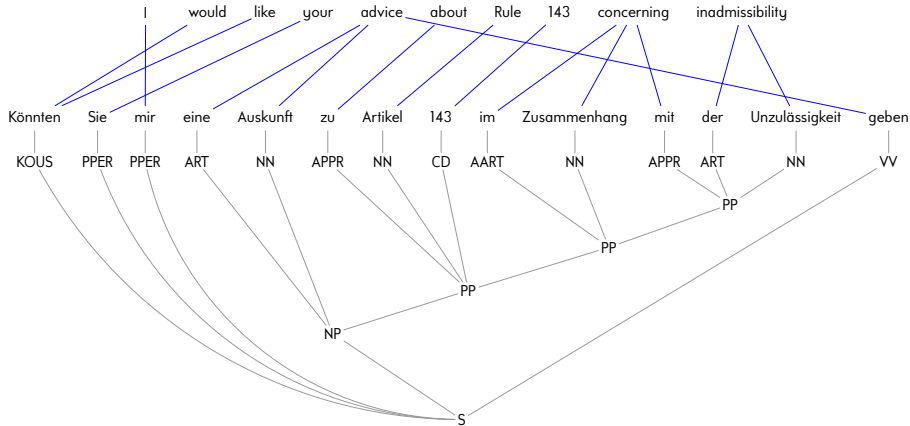 I would like your advice about Rule 143 concerning inadmissibility
Könnten Sie mir eine Auskunft zu Artikel 143 im Zusammenhang mit der Unzulässigkeit geben
KOUS PPER PPER ART NN APPR NN CD AART NN APPR ART NN VV
PP
PP
PP
NP
S